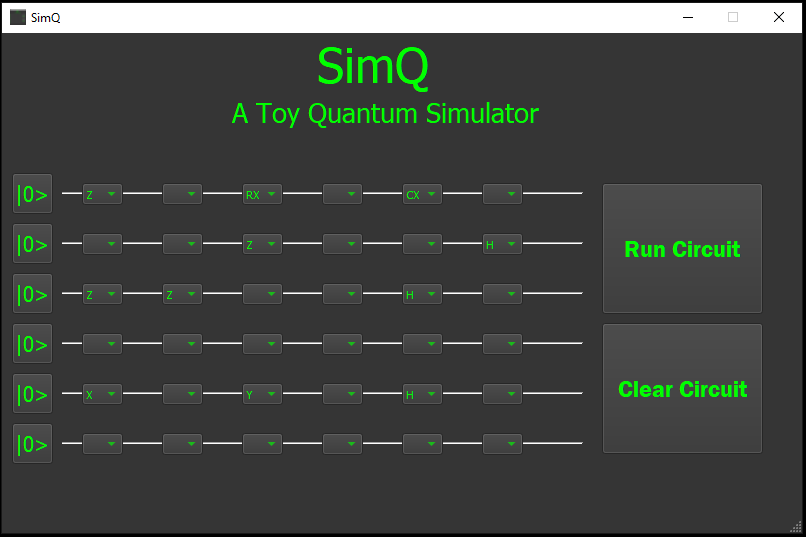 SimQ
SimQ
A Toy Quantum Simulator
|0> Z RX CX
|0> Z H
|0> Z Z H
|0>
|0> X Y H
|0>
Run Circuit
Clear Circuit